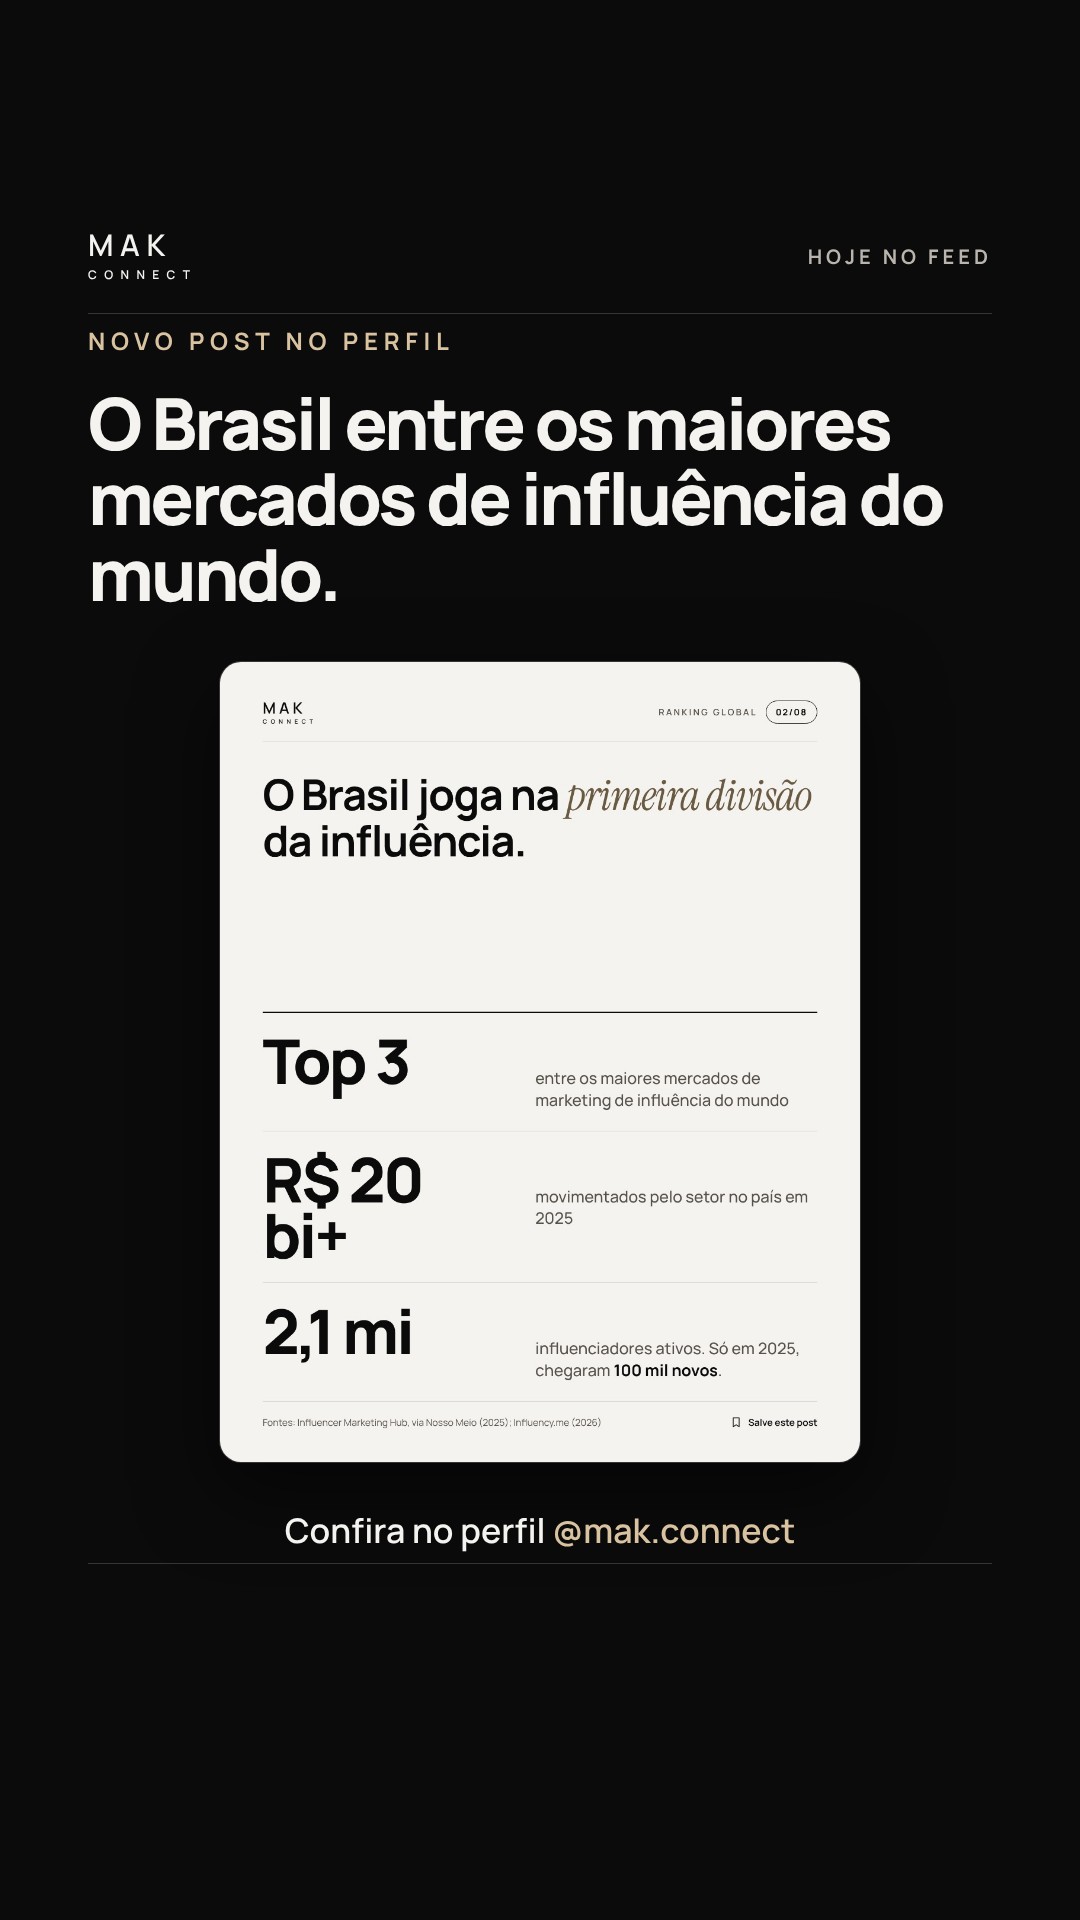 MAK
CONNECT
HOJE NO FEED
NOVO POST NO PERFIL
O Brasil entre os maiores
mercados de influência do
mundo.
MAK
CONNECT
RANKING GLOBAL 02/08
O Brasil joga na primeira divisão
da influência.
Top 3
entre os maiores mercados de
marketing de influência do mundo
R$ 20
bi+
movimentados pelo setor no país em
2025
2,1 mi
influenciadores ativos. Só em 2025,
chegaram 100 mil novos.
Fontes: Influencer Marketing Hub, via Nosso Meio (2025); Influency.me (2026)
Salve este post
Confira no perfil @mak.connect